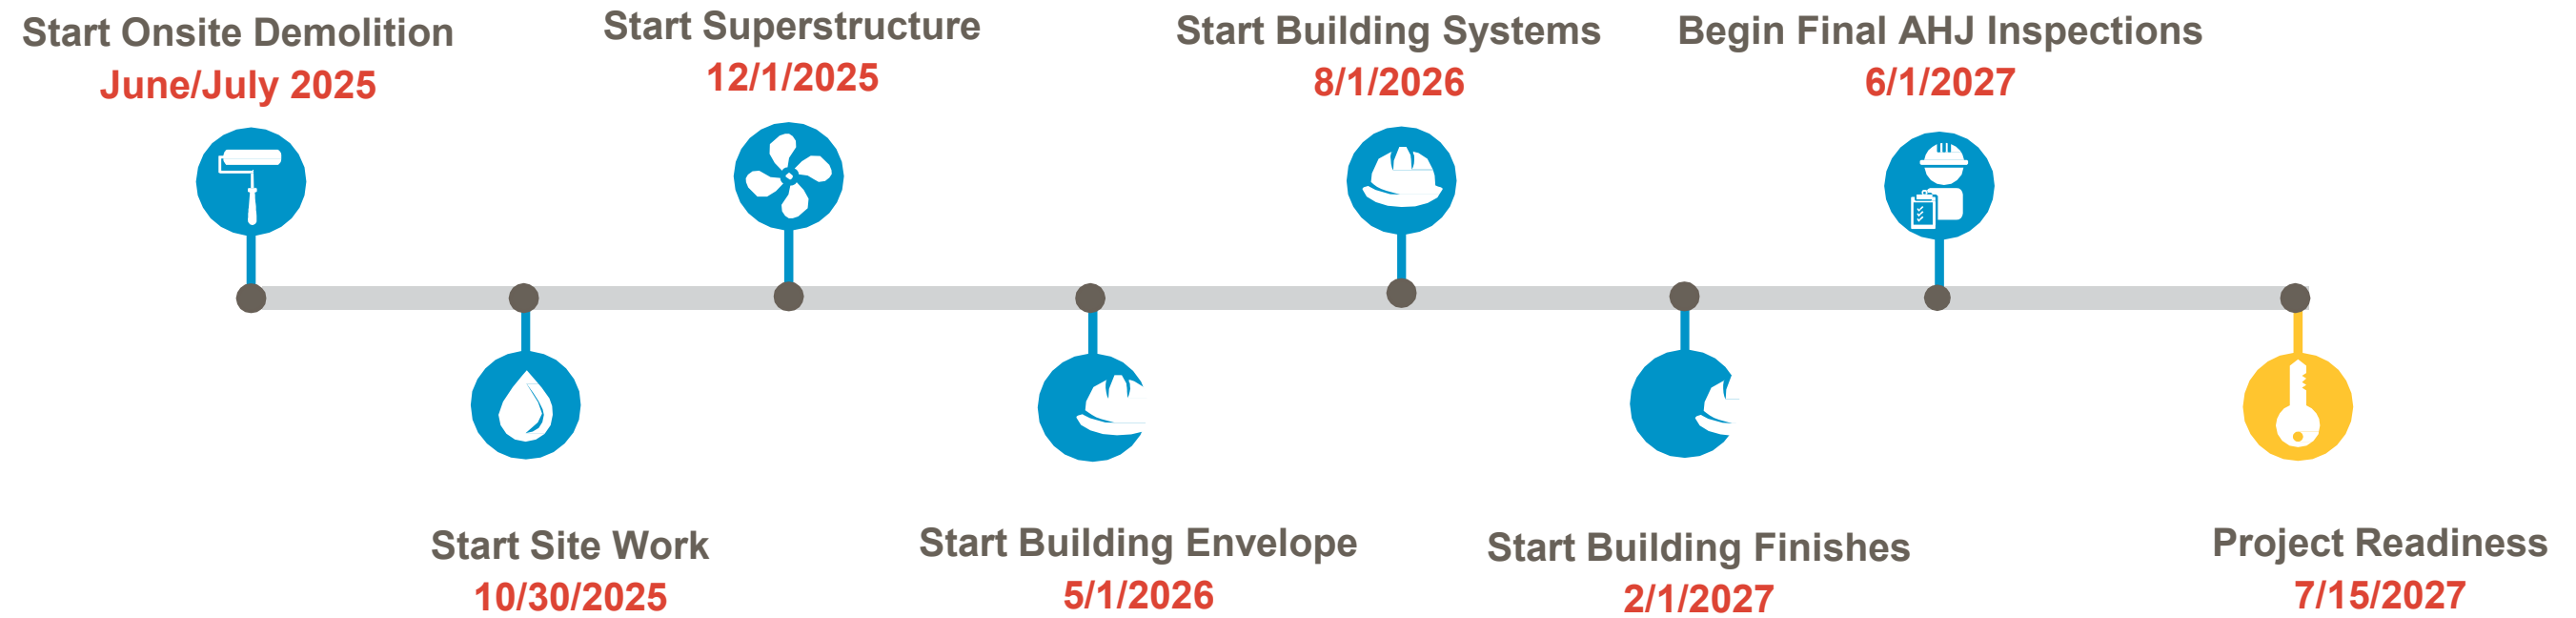 Start Onsite Demolition
June/July 2025
Start Superstructure
12/1/2025
Start Building Systems
8/1/2026
Begin Final AHJ Inspections
6/1/2027
Start Site Work
10/30/2025
Start Building Envelope
5/1/2026
Start Building Finishes
2/1/2027
Project Readiness
7/15/2027